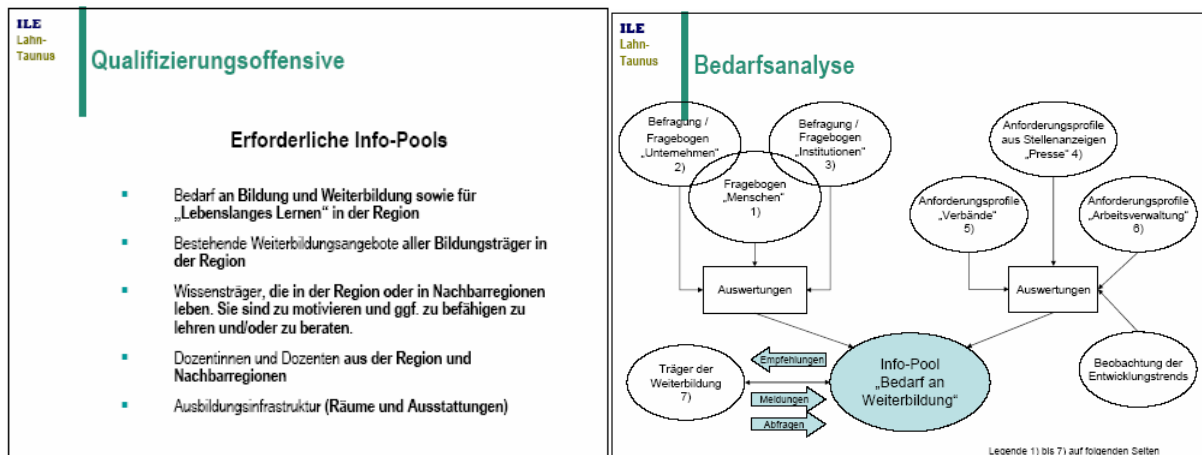 ILE
Lahn-
Taunus
Qualifizierungsoffensive
Erforderliche Info-Pools
Bedarf an Bildung und Weiterbildung sowie für
„Lebenslanges Lernen“ in der Region
Bestehende Weiterbildungsangebote aller Bildungsträger in
der Region
Wissensträger, die in der Region oder in Nachbarregionen
leben. Sie sind zu motivieren und ggf. zu befähigen zu
lehren und/oder zu beraten.
Dozentinnen und Dozenten aus der Region und
Nachbarregionen
Ausbildungsinfrastruktur (Räume und Ausstattungen)
ILE
Lahn-
Taunus
Bedarfsanalyse
Befragung /
Fragebogen
„Unternehmen“
2)
Befragung /
Fragebogen
„Institutionen“
3)
Fragebogen
„Menschen“
1)
Anforderungsprofile
aus Stellenanzeigen
„Presse“ 4)
Anforderungsprofile
„Verbände“
5)
Anforderungsprofile
„Arbeitsverwaltung“
6)
Auswertungen
Auswertungen
Träger der
Weiterbildung
7)
Empfehlungen
Meldungen
Abfragen
Info-Pool
„Bedarf an
Weiterbildung“
Beobachtung der
Entwicklungstrends
Legende 1) bis 7) auf folgenden Seiten